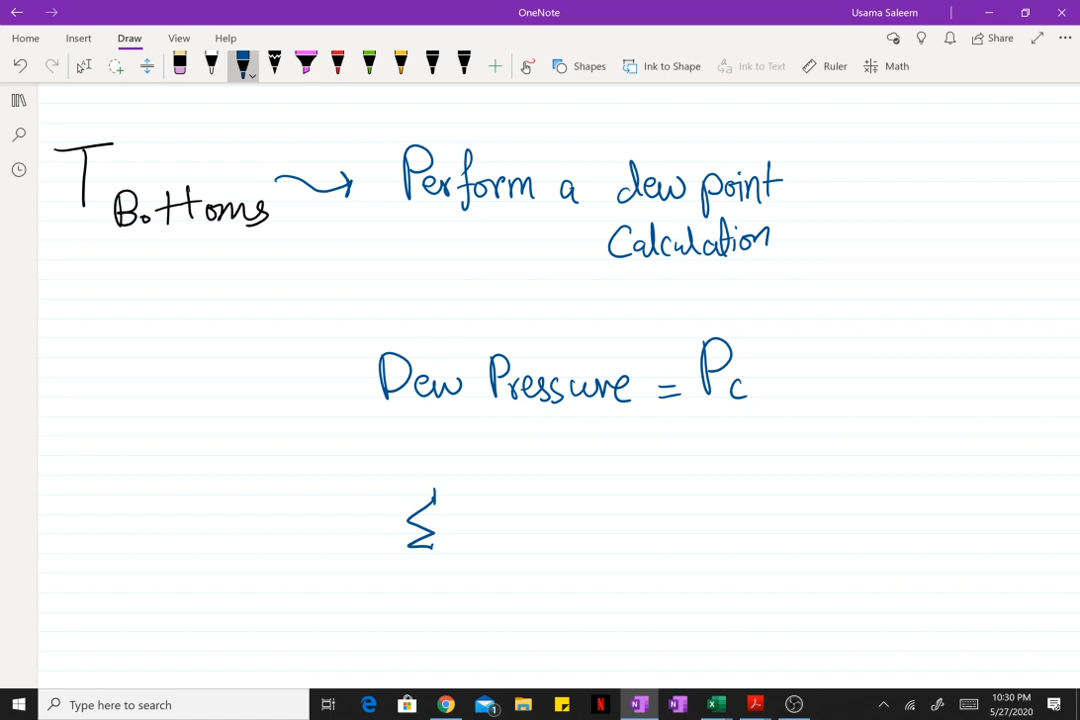 OneNote
Usama Saleem
Home Insert Draw View Help
Share
Shapes Ink to Shape Ink to Text Ruler Math
T Bottoms Perform a dew point
Calculation
Dew Pressure = Pc
Σ
Type here to search
1
10:30 PM
5/27/2020